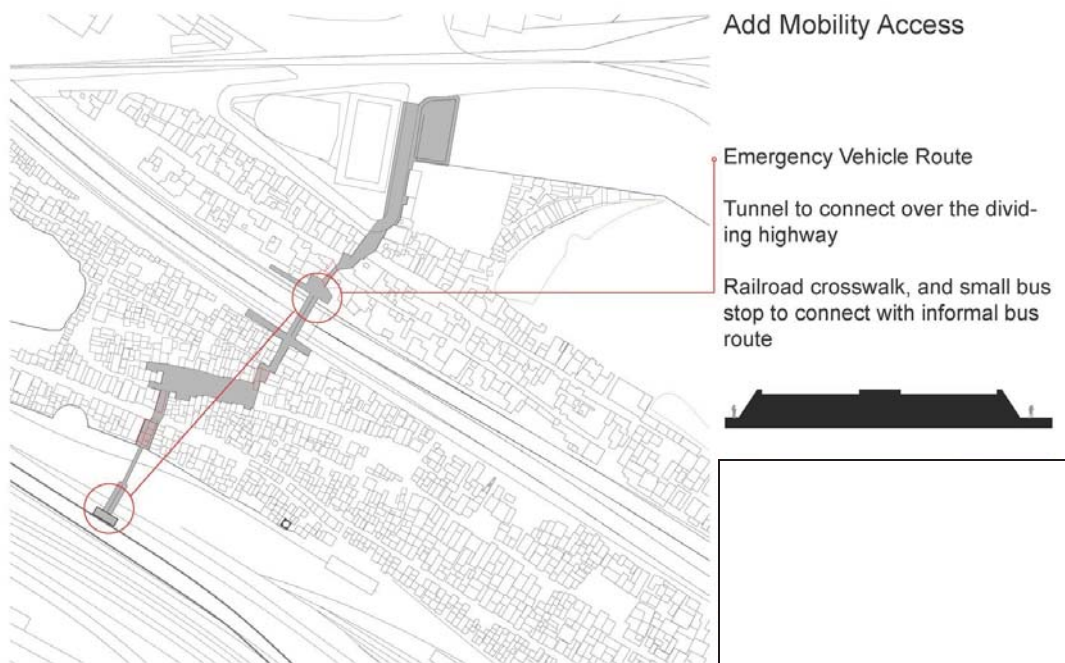 Add Mobility Access
Emergency Vehicle Route
Tunnel to connect over the divid-
ing highway
Railroad crosswalk, and small bus
stop to connect with informal bus
route